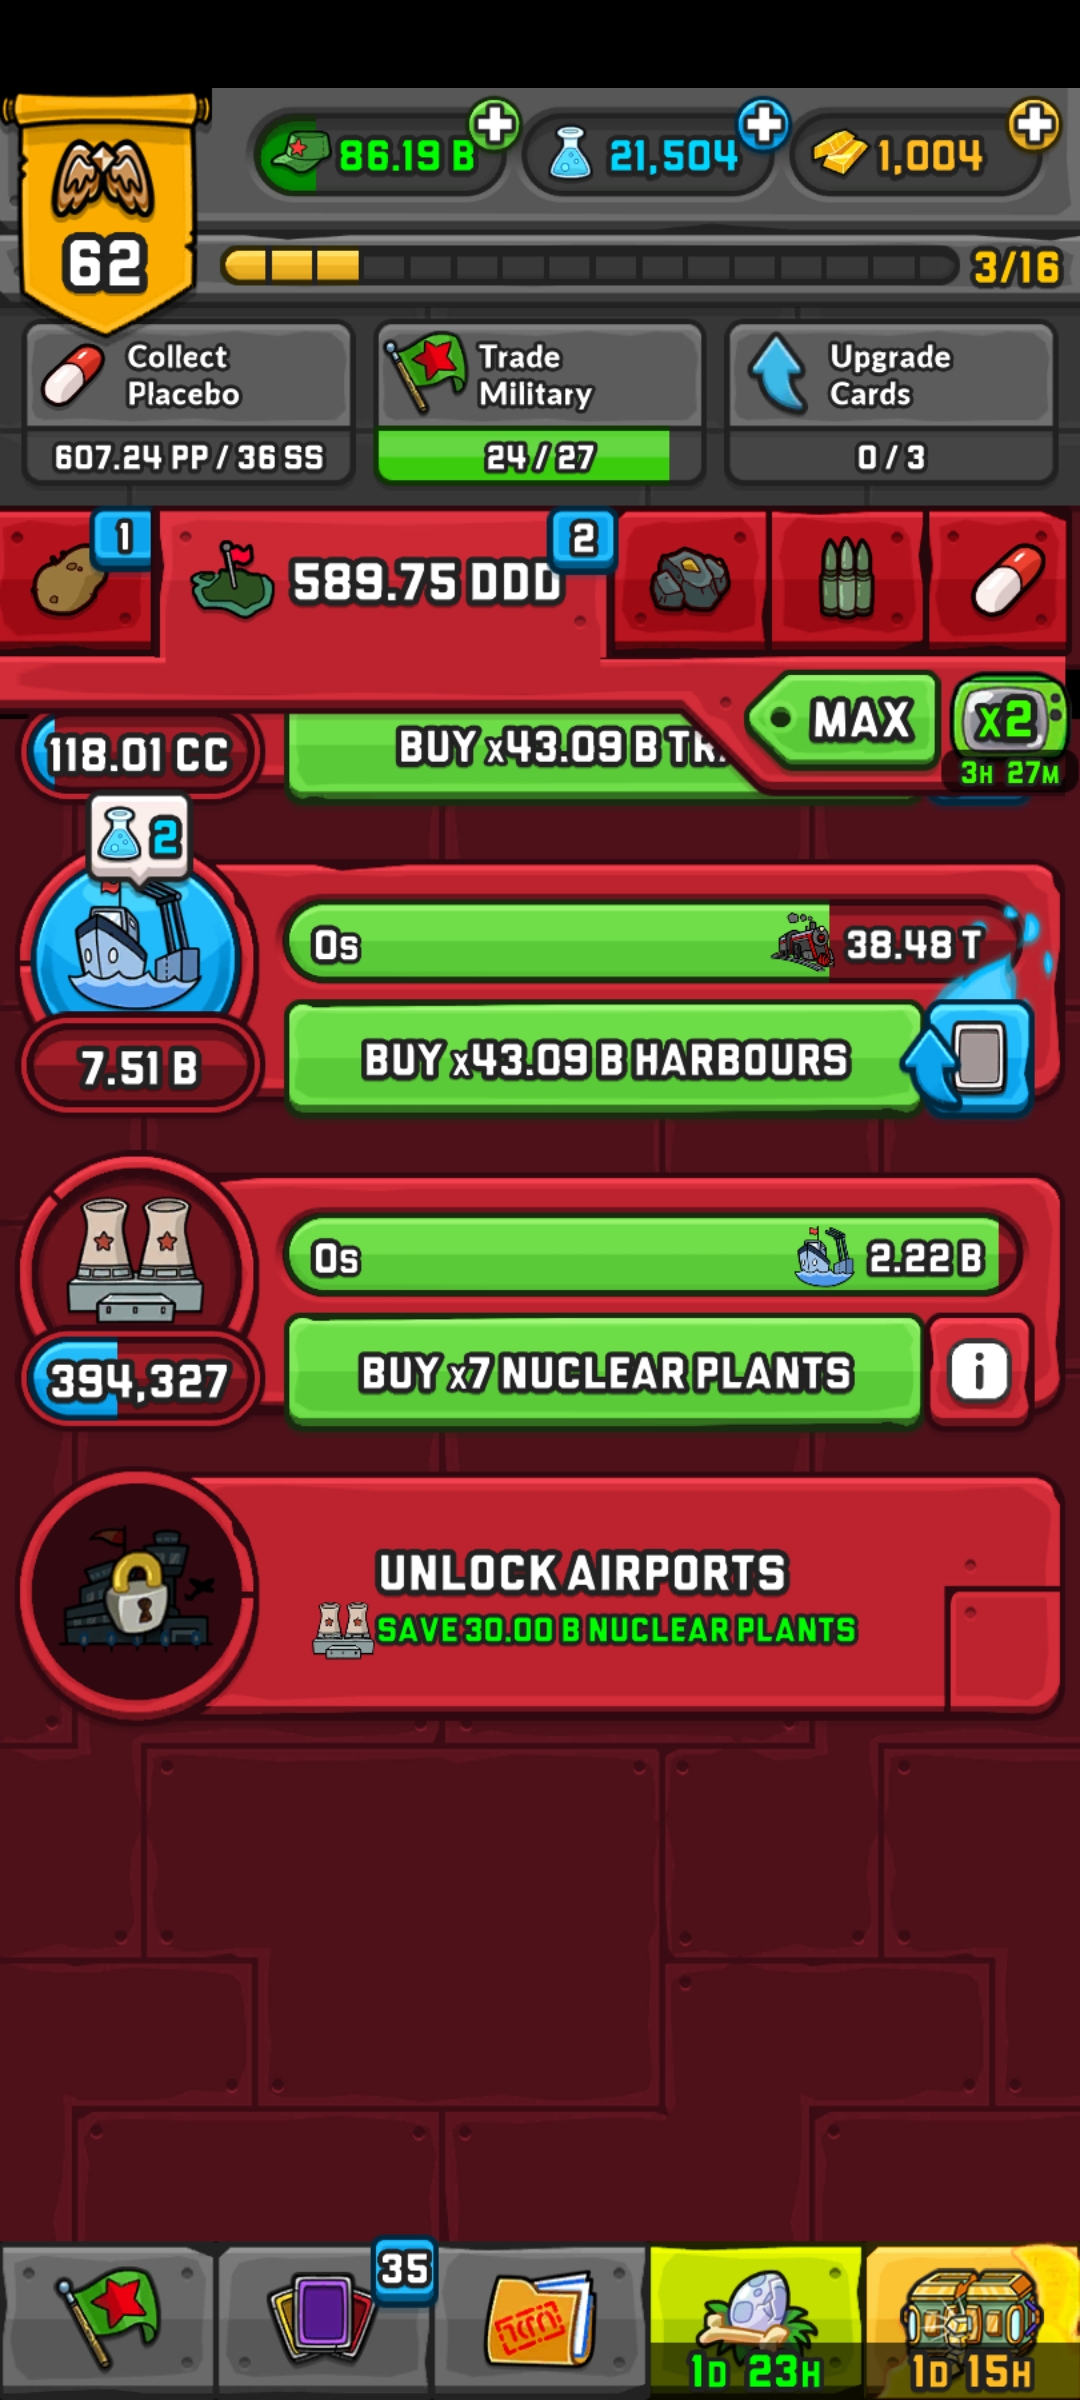 86.19 B
21,504
1,004
62
3/16
Collect
Placebo
607.24 PP / 36 SS
Trade
Military
24 / 27
Upgrade
Cards
0 / 3
1
589.75 DDD
2
MAX
x2
3H 27M
118.01 CC
BUY x43.09 B
2
0s
38.48 T
7.51 B
BUY x43.09 B HARBOURS
0s
2.22 B
394,327
BUY x7 NUCLEAR PLANTS
i
UNLOCK AIRPORTS
SAVE 30.00 B NUCLEAR PLANTS
35
1D 23H
1D 15H